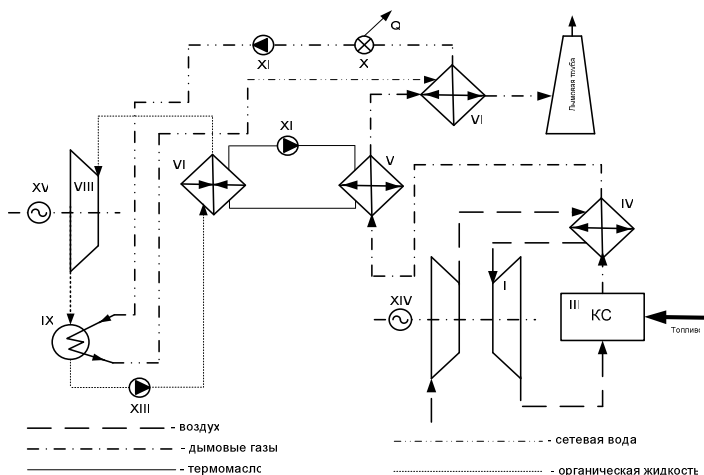 Q
XI
X
Дымовая труба
VI
XI
VI
V
VIII
XV
IV
XIV
I
III
КС
Топливо
IX
XIII
- воздух
- дымовые газы
- термомасло
- сетевая вода
- органическая жидкость